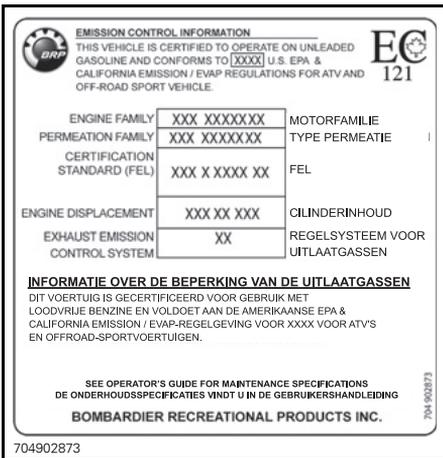 BRP
EMISSION CONTROL INFORMATION
THIS VEHICLE IS CERTIFIED TO OPERATE ON UNLEADED
GASOLINE AND CONFORMS TO XXXX U.S. EPA &
CALIFORNIA EMISSION / EVAP REGULATIONS FOR ATV AND
OFF-ROAD SPORT VEHICLE.
EC
121
ENGINE FAMILY XXX XXXXXXX MOTORFAMILIE
PERMEATION FAMILY XXX XXXXXXX TYPE PERMEATIE
CERTIFICATION
STANDARD (FEL) XXX X XXXX XX FEL
ENGINE DISPLACEMENT XXX XX XXX CILINDERINHOUD
EXHAUST EMISSION XX REGELSYSTEEM VOOR
CONTROL SYSTEM UITLAATGASSEN
INFORMATIE OVER DE BEPERKING VAN DE UITLAATGASSEN
DIT VOERTUIG IS GECERTIFICEERD VOOR GEBRUIK MET
LOODVRIJE BENZINE EN VOLDOET AAN DE AMERIKAANSE EPA &
CALIFORNIA EMISSION / EVAP-REGELGEVING VOOR XXXX VOOR ATV'S
EN OFFROAD-SPORTVOERTUIGEN.
SEE OPERATOR'S GUIDE FOR MAINTENANCE SPECIFICATIONS
DE ONDERHOUDSSPECIFICATIES VINDT U IN DE GEBRUIKERSHANDLEIDING
BOMBARDIER RECREATIONAL PRODUCTS INC.
704 902873
704902873